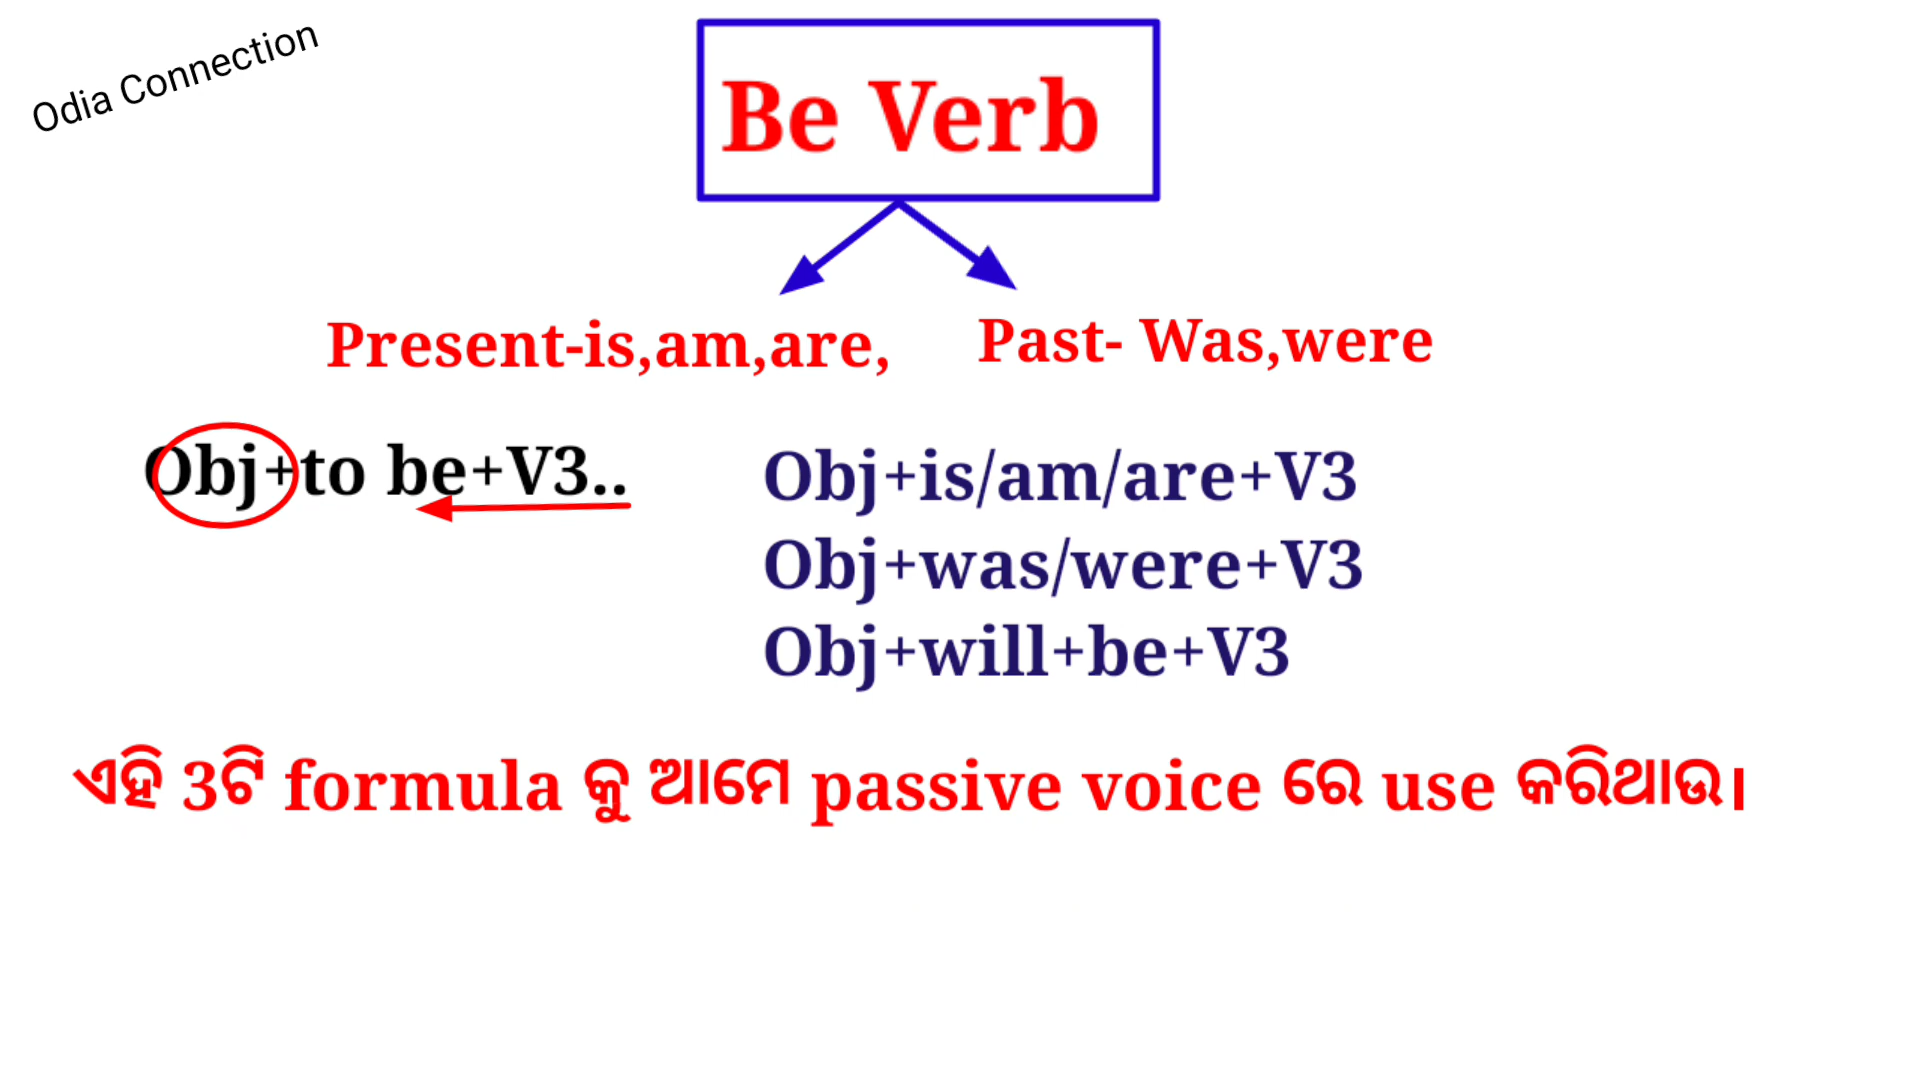 Odia Connection
Be Verb
Present-is,am,are,
Past- Was,were
Obj+to be+V3..
Obj+is/am/are+V3
Obj+was/were+V3
Obj+will+be+V3
ଏହି 3ଟି formula କୁ ଆମେ passive voice ରେ use କରିଥାଉ।